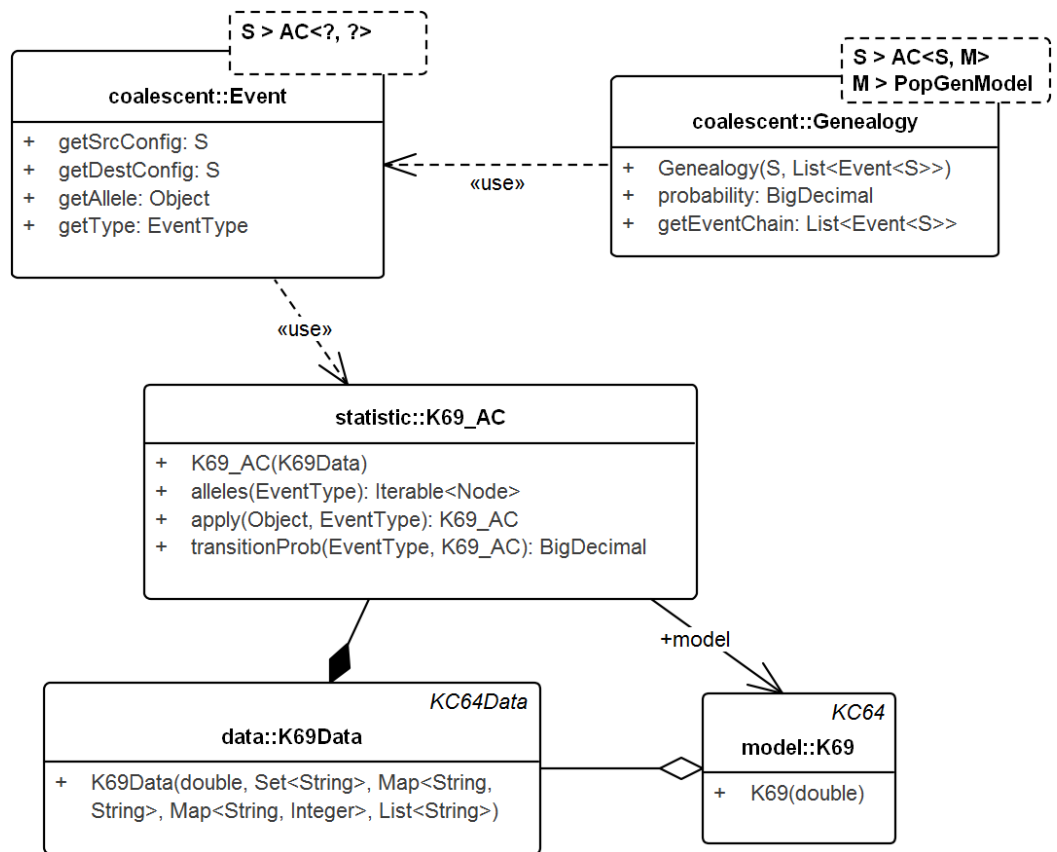 S > AC<?, ?>
coalescent::Event
+ getSrcConfig: S
+ getDestConfig: S
+ getAllele: Object
+ getType: EventType
S > AC<S, M>
M > PopGenModel
coalescent::Genealogy
+ Genealogy(S, List<Event<S>>)
+ probability: BigDecimal
+ getEventChain: List<Event<S>>
«use»
«use»
statistic::K69_AC
+ K69_AC(K69Data)
+ alleles(EventType): Iterable<Node>
+ apply(Object, EventType): K69_AC
+ transitionProb(EventType, K69_AC): BigDecimal
+model
KC64Data
data::K69Data
+ K69Data(double, Set<String>, Map<String,
String>, Map<String, Integer>, List<String>)
KC64
model::K69
+ K69(double)